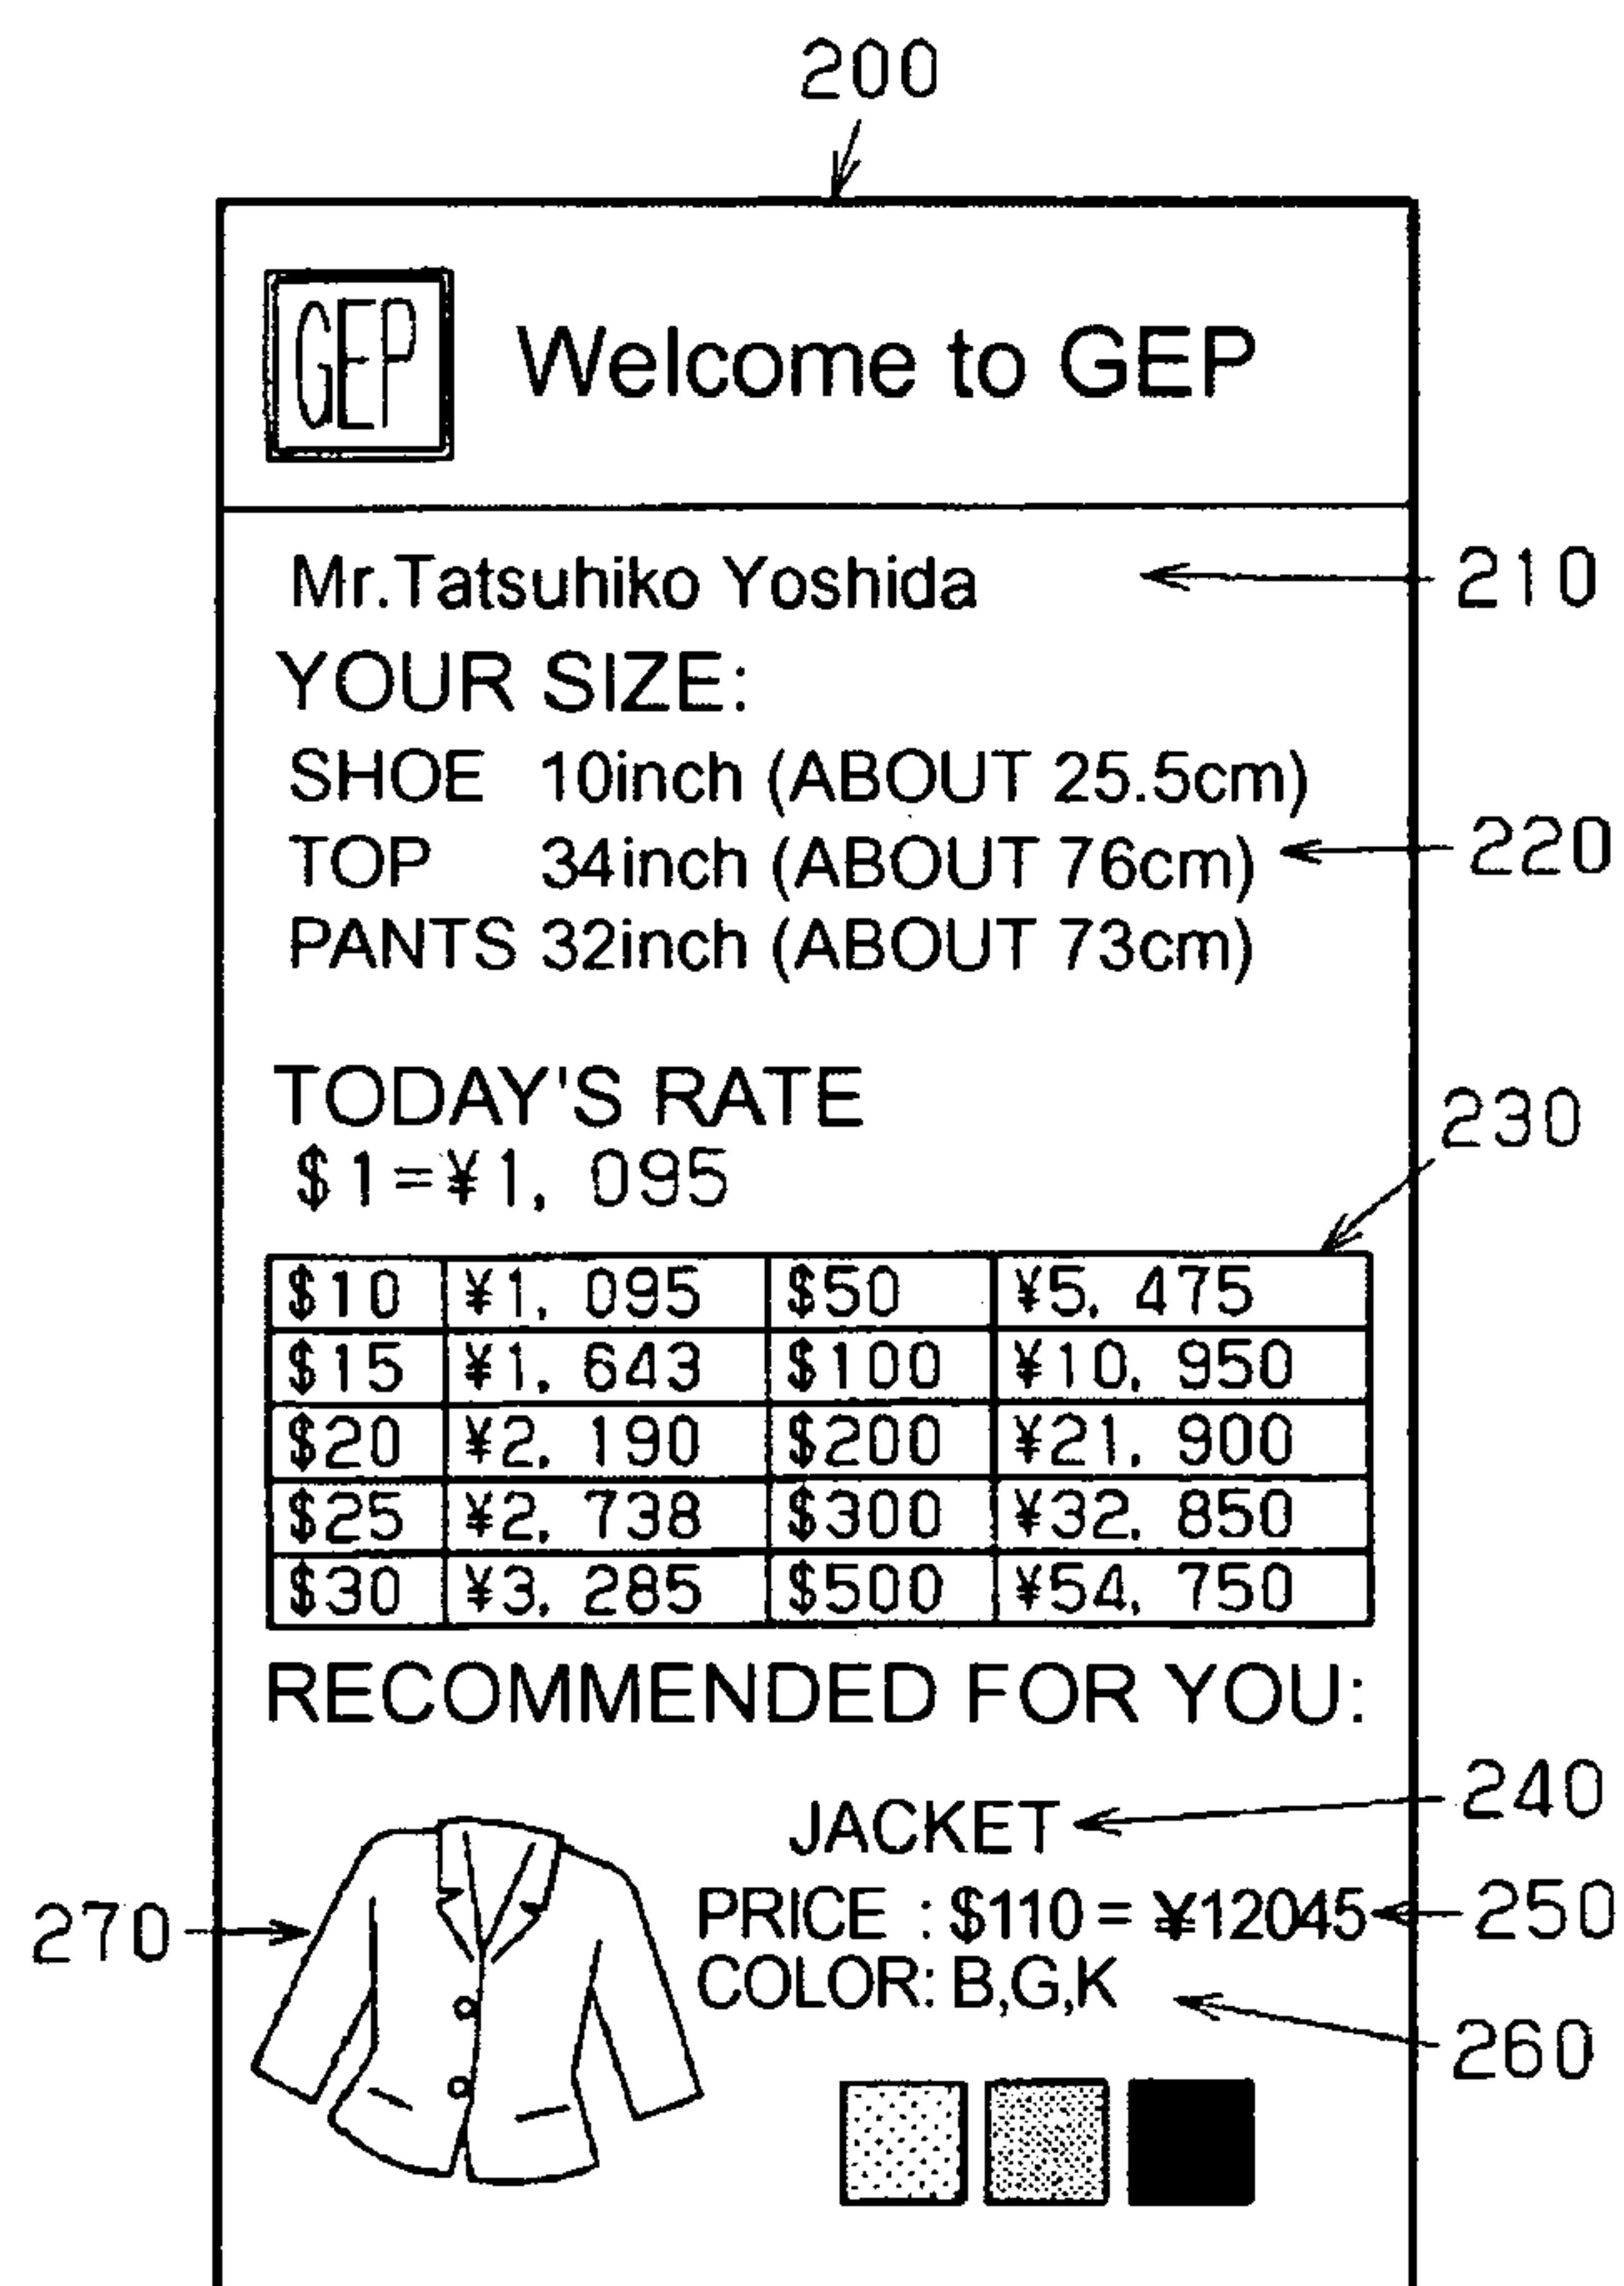 200
GEP Welcome to GEP
Mr.Tatsuhiko Yoshida 210
YOUR SIZE:
SHOE 10inch (ABOUT 25.5cm)
TOP 34inch (ABOUT 76cm) 220
PANTS 32inch (ABOUT 73cm)
TODAY'S RATE
230
$1=¥1, 095
$10 ¥1, 095 $50 ¥5, 475
$15 ¥1, 643 $100 ¥10, 950
$20 ¥2, 190 $200 ¥21, 900
$25 ¥2, 738 $300 ¥32, 850
$30 ¥3, 285 $500 ¥54, 750
RECOMMENDED FOR YOU:
JACKET 240
270 PRICE : $110 = ¥12045 250
COLOR: B,G,K
260